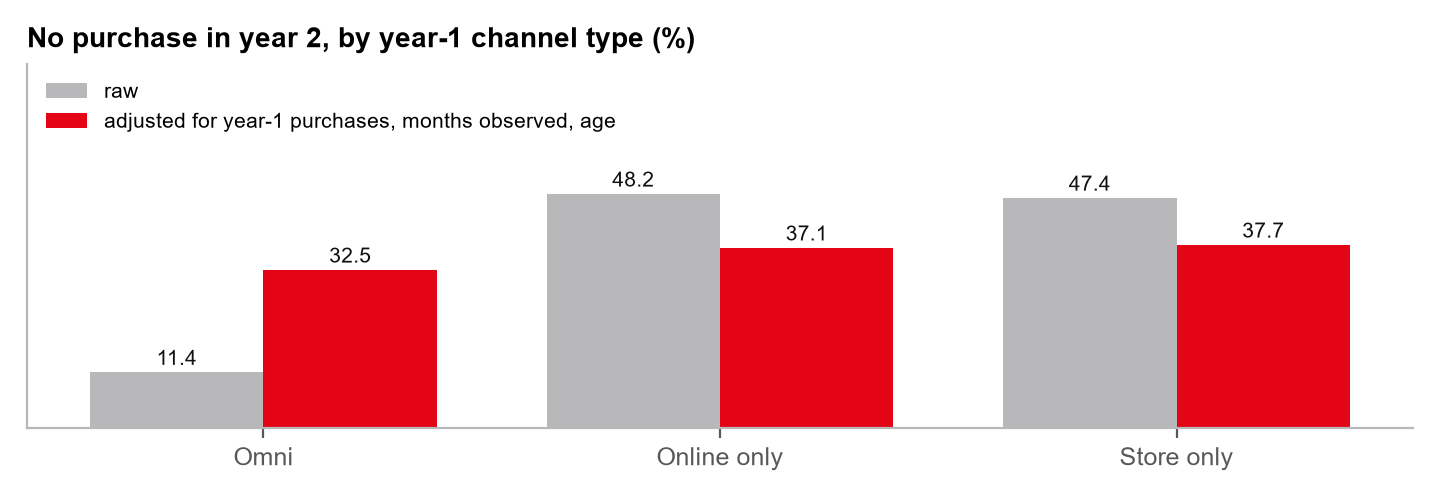 No purchase in year 2, by year-1 channel type (%)
raw
adjusted for year-1 purchases, months observed, age
11.4
32.5
48.2
37.1
47.4
37.7
Omni
Online only
Store only